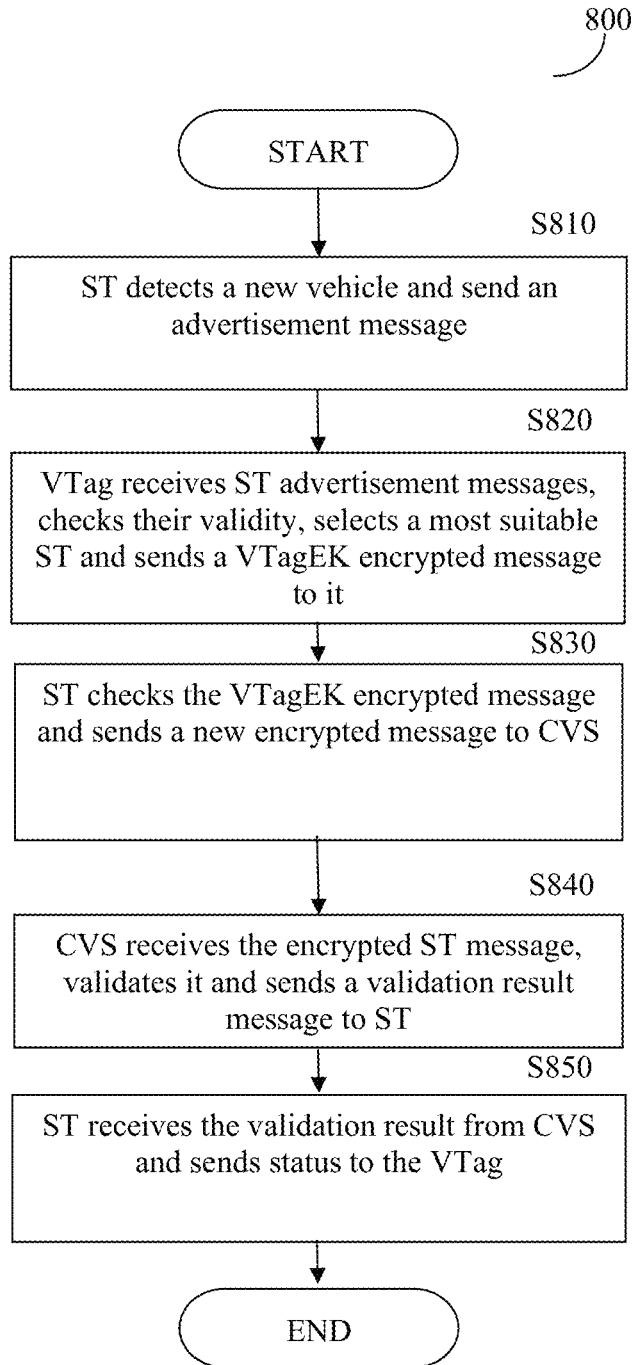 800
START
S810
ST detects a new vehicle and send an
advertisement message
S820
VTag receives ST advertisement messages,
checks their validity, selects a most suitable
ST and sends a VTagEK encrypted message
to it
S830
ST checks the VTagEK encrypted message
and sends a new encrypted message to CVS
S840
CVS receives the encrypted ST message,
validates it and sends a validation result
message to ST
S850
ST receives the validation result from CVS
and sends status to the VTag
END